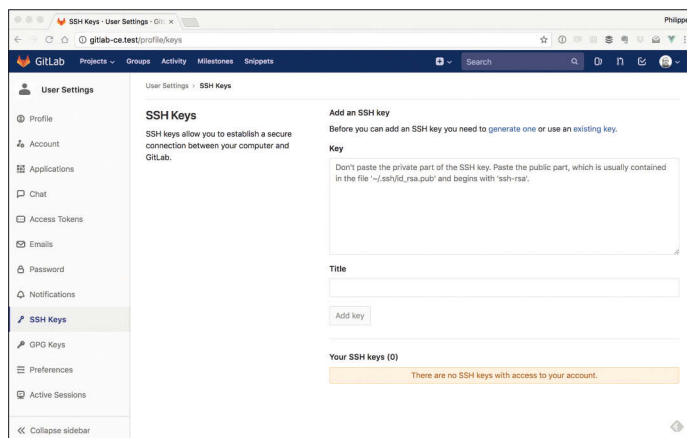 SSH Keys · User Settings · Gitl
Philippe
gitlab-ce.test/profile/keys
GitLab Projects Groups Activity Milestones Snippets Search
User Settings
User Settings > SSH Keys
Profile
Account
Applications
Chat
Access Tokens
Emails
Password
Notifications
SSH Keys
GPG Keys
Preferences
Active Sessions
Collapse sidebar
SSH Keys
SSH keys allow you to establish a secure
connection between your computer and
GitLab.
Add an SSH key
Before you can add an SSH key you need to generate one or use an existing key.
Key
Don't paste the private part of the SSH key. Paste the public part, which is usually contained
in the file '~/.ssh/id_rsa.pub' and begins with 'ssh-rsa'.
Title
Add key
Your SSH keys (0)
There are no SSH keys with access to your account.